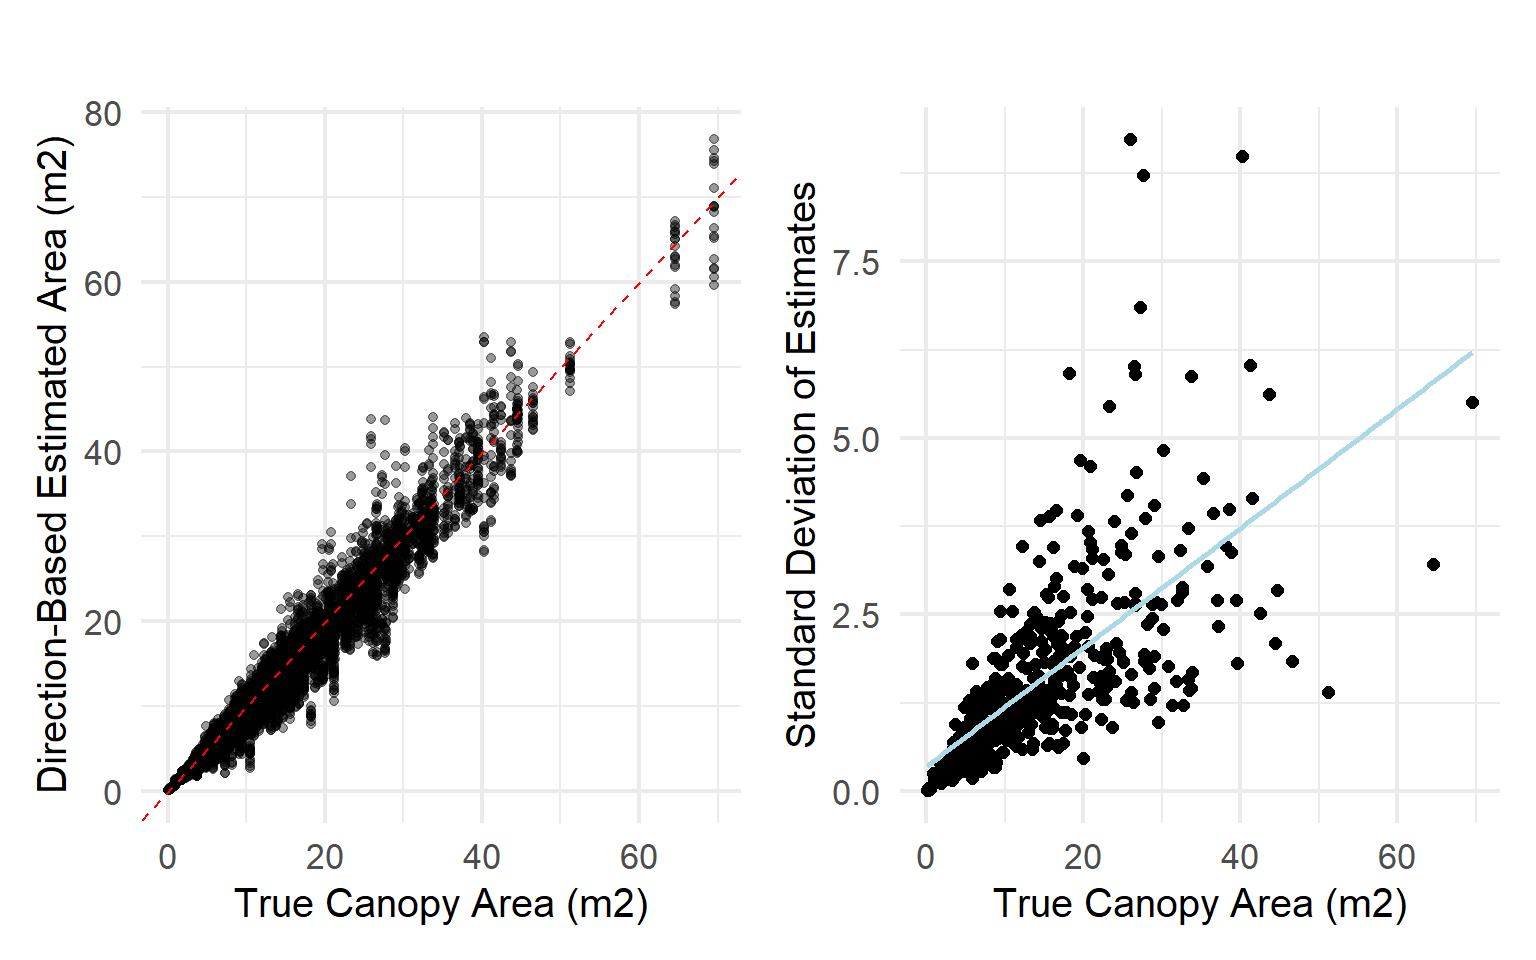 Direction-Based Estimated Area (m2)
80
60
40
20
0
0 20 40 60
True Canopy Area (m2)
Standard Deviation of Estimates
7.5
5.0
2.5
0.0
0 20 40 60
True Canopy Area (m2)